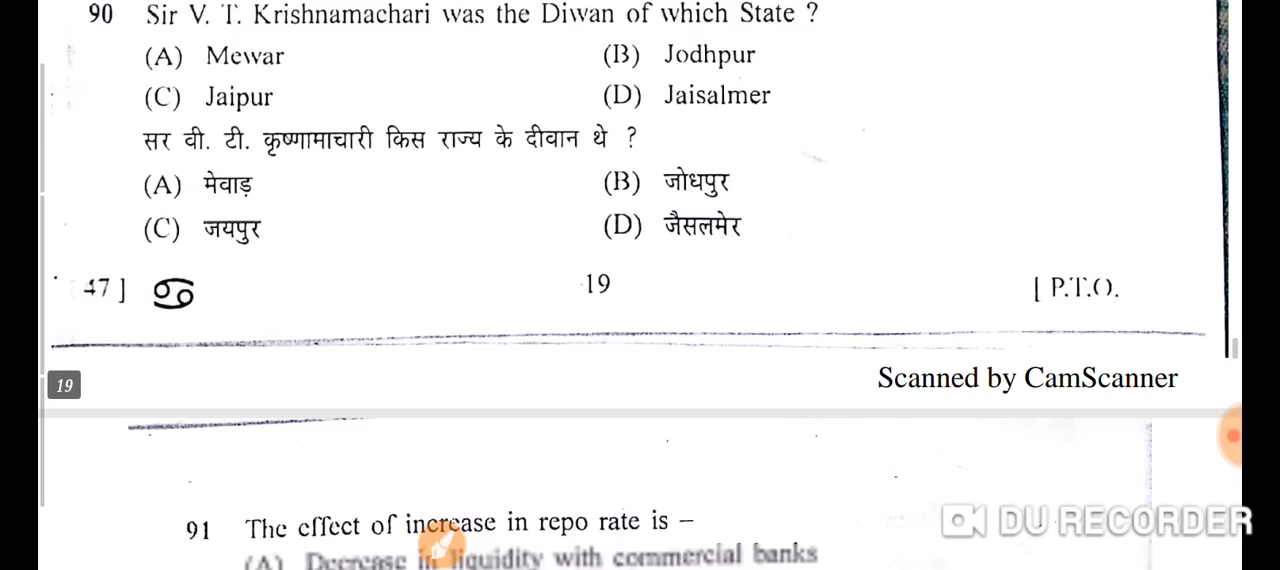 90 Sir V. T. Krishnamachari was the Diwan of which State ?
(A) Mewar (B) Jodhpur
(C) Jaipur (D) Jaisalmer
सर वी. टी. कृष्णामाचारी किस राज्य के दीवान थे ?
(A) मेवाड़ (B) जोधपुर
(C) जयपुर (D) जैसलमेर
47 ] 19 [ P.T.O.
19 Scanned by CamScanner
91 The effect of increase in repo rate is –
DU RECORDER
(A) Decrease in liquidity with commercial banks